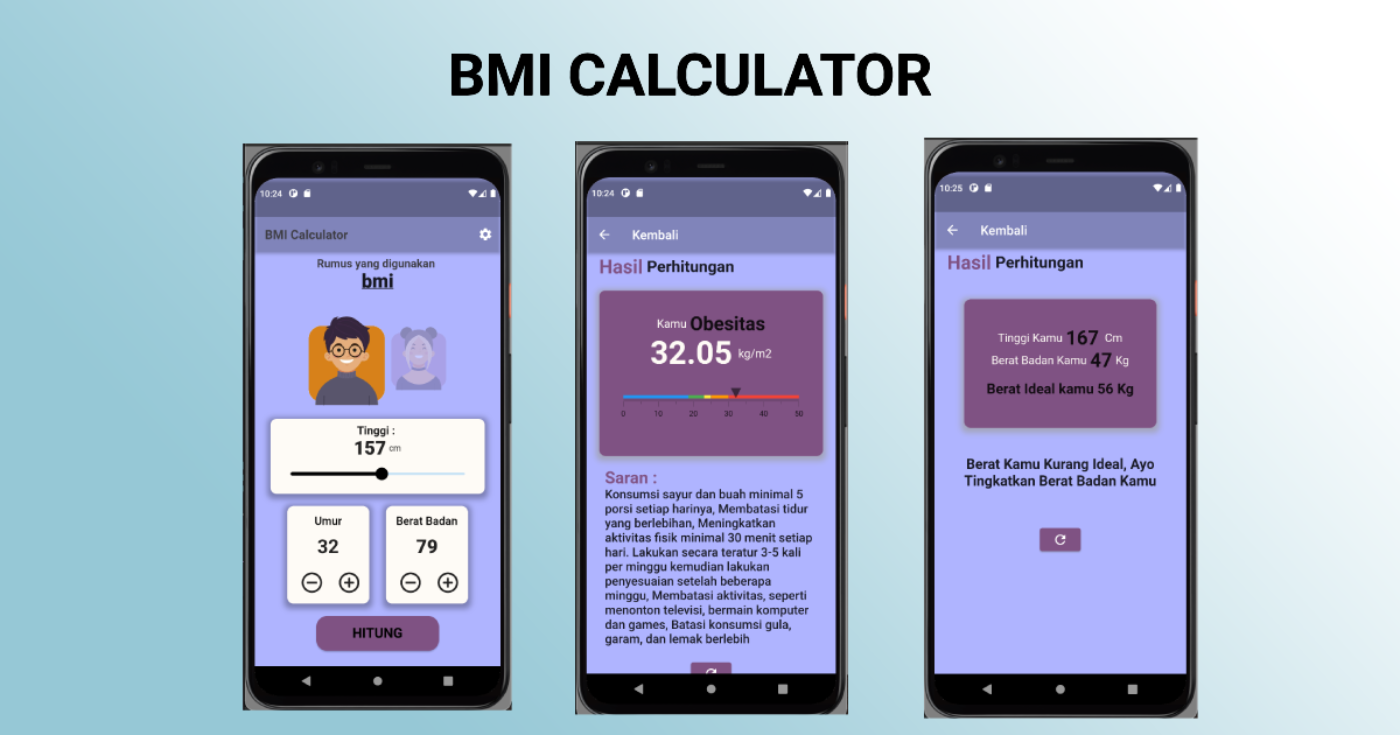 BMI CALCULATOR
10:24
BMI Calculator
Rumus yang digunakan
bmi
Tinggi :
157 cm
Umur
32
Berat Badan
79
HITUNG
10:24
Kembali
Hasil Perhitungan
Kamu Obesitas
32.05 kg/m2
0 10 20 30 40 50
Saran :
Konsumsi sayur dan buah minimal 5
porsi setiap harinya, Membatasi tidur
yang berlebihan, Meningkatkan
aktivitas fisik minimal 30 menit setiap
hari. Lakukan secara teratur 3-5 kali
per minggu kemudian lakukan
penyesuaian setelah beberapa
minggu, Membatasi aktivitas, seperti
menonton televisi, bermain komputer
dan games, Batasi konsumsi gula,
garam, dan lemak berlebih
10:25
Kembali
Hasil Perhitungan
Tinggi Kamu 167 Cm
Berat Badan Kamu 47 Kg
Berat Ideal kamu 56 Kg
Berat Kamu Kurang Ideal, Ayo
Tingkatkan Berat Badan Kamu